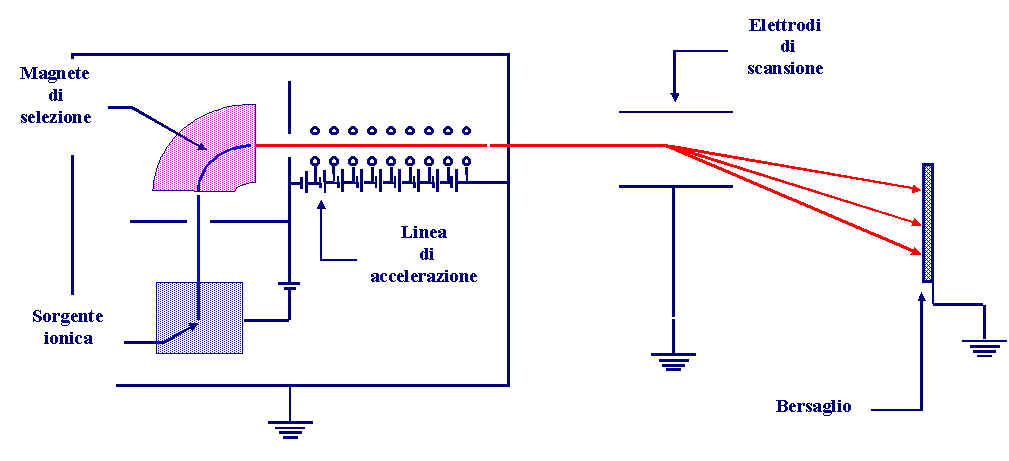 Elettrodi
di
scansione
Magnete
di
selezione
Linea
di
accelerazione
Sorgente
ionica
Bersaglio